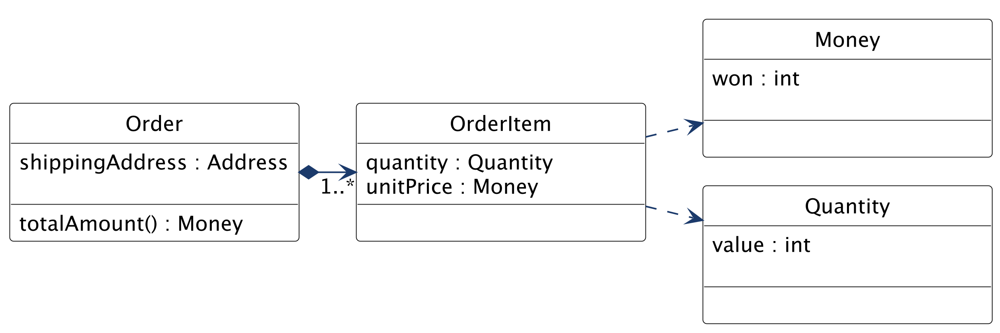 Order
shippingAddress : Address
totalAmount() : Money
1..*
OrderItem
quantity : Quantity
unitPrice : Money
Money
won : int
Quantity
value : int